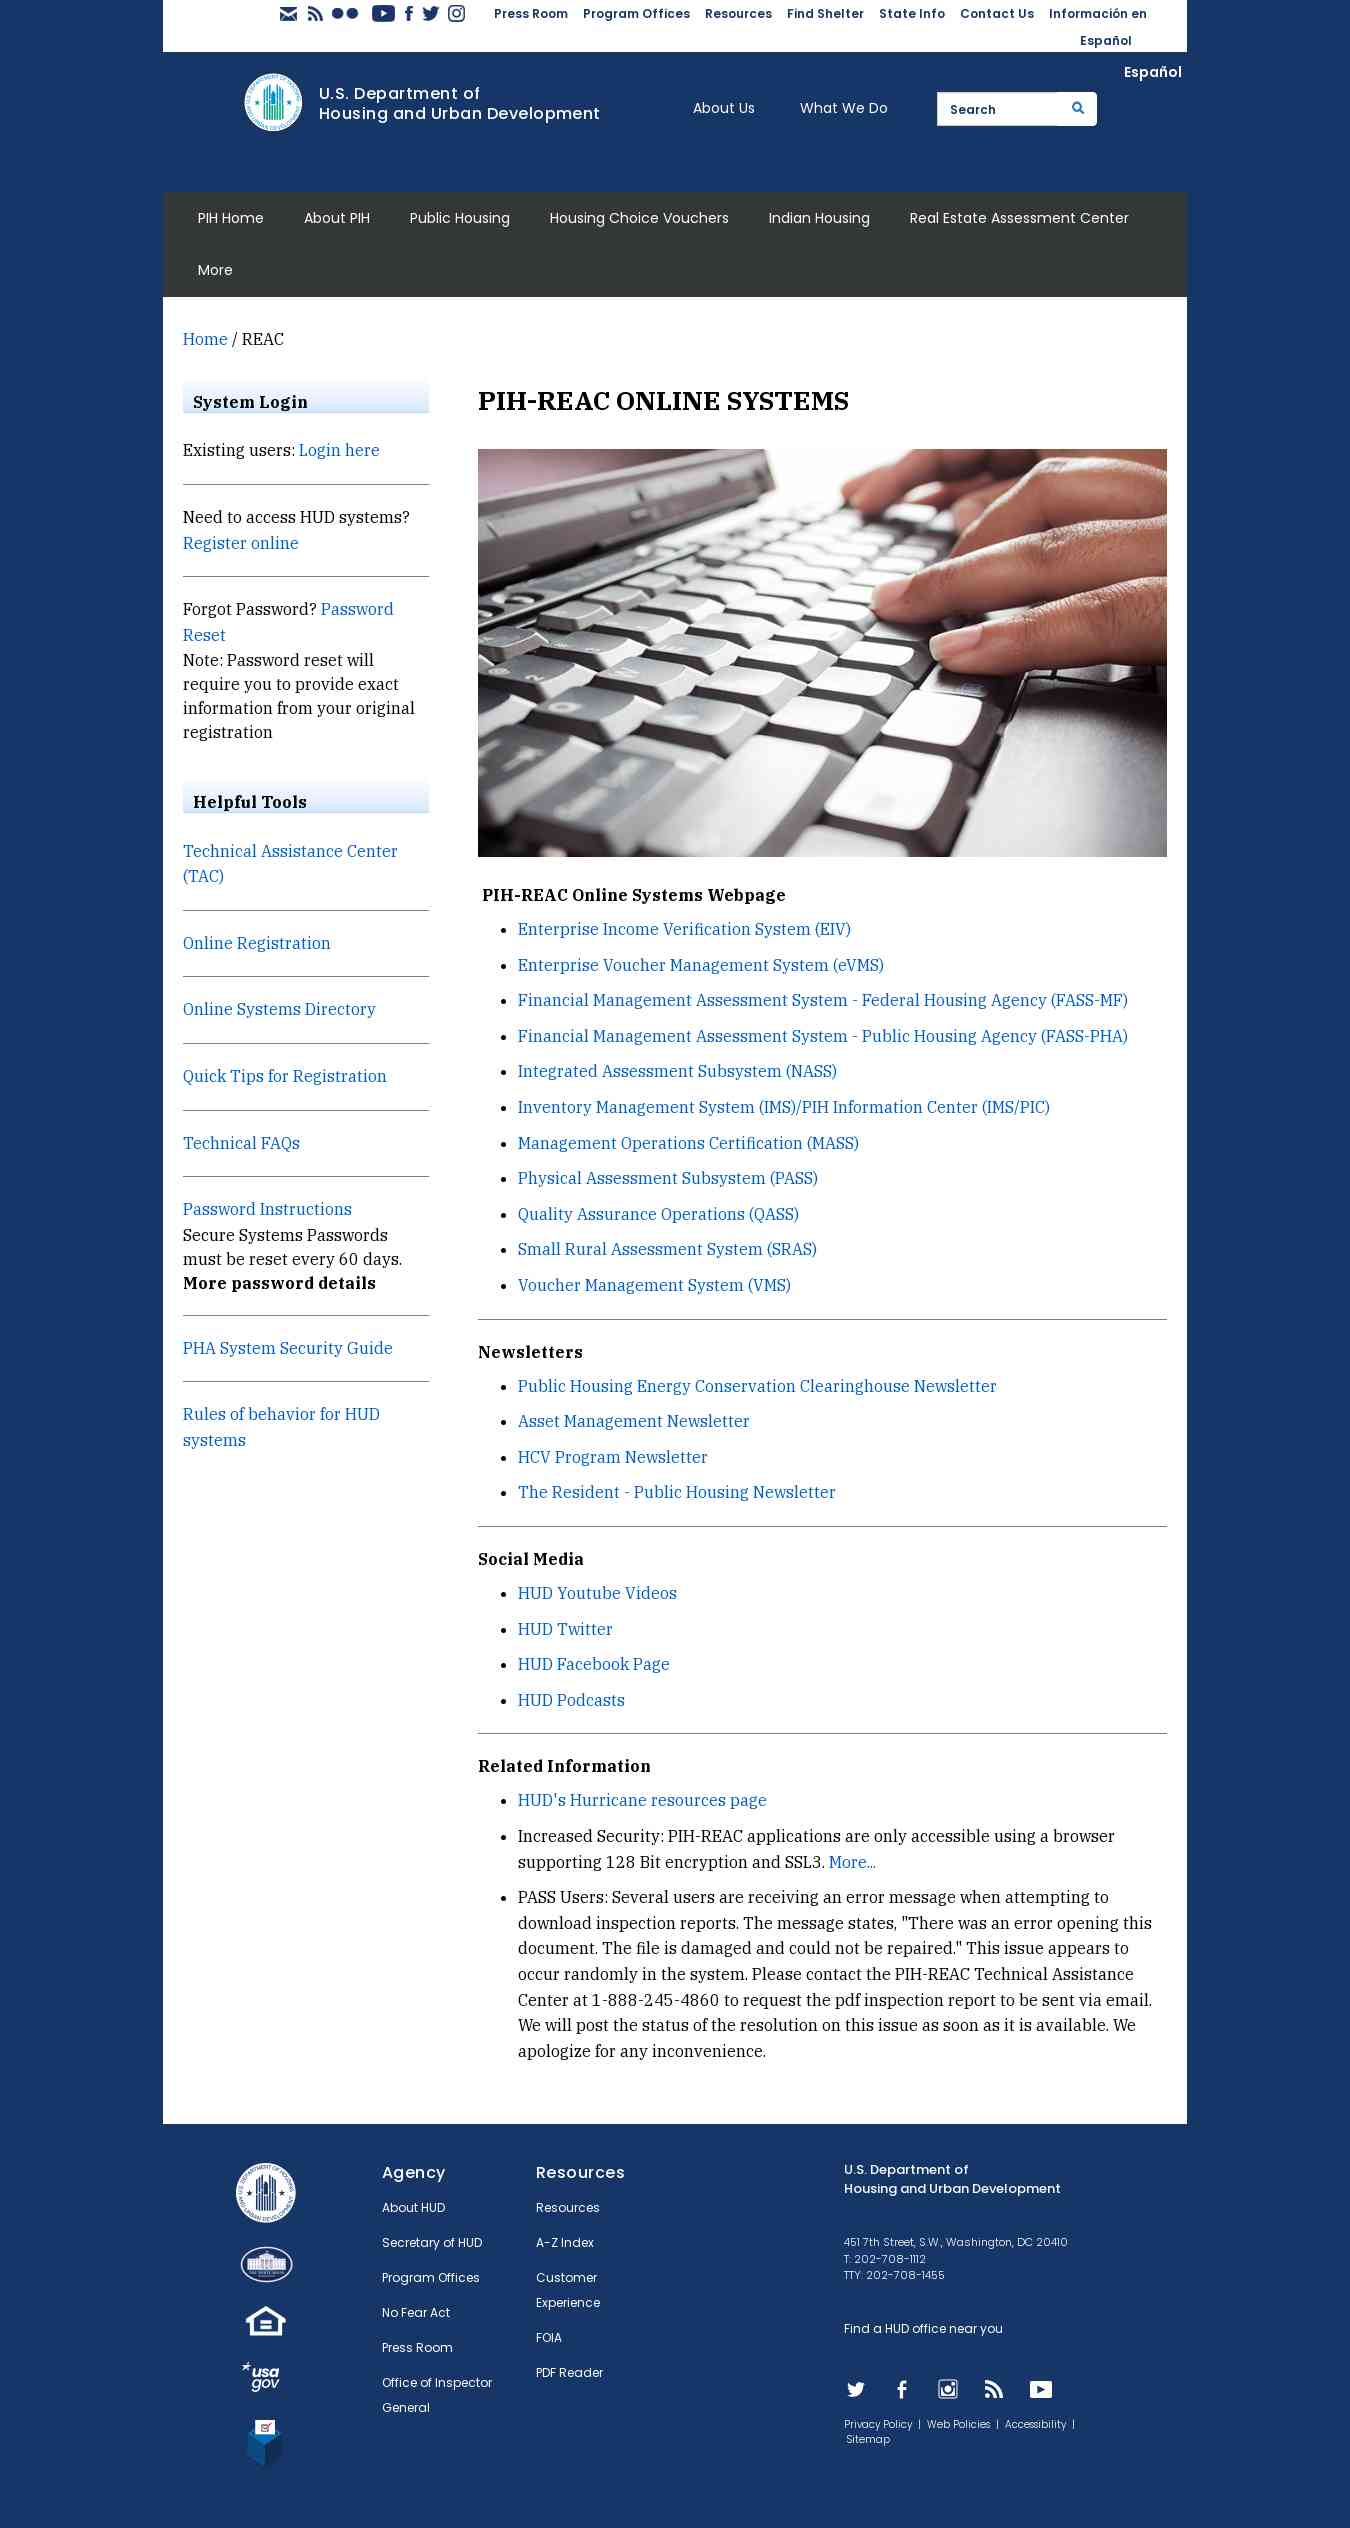 Press Room Program Offices Resources Find Shelter State Info Contact Us Información en
Español
Español
U.S. Department of
Housing and Urban Development
About Us What We Do Search
PIH Home About PIH Public Housing Housing Choice Vouchers Indian Housing Real Estate Assessment Center
More
Home / REAC
System Login
Existing users: Login here
Need to access HUD systems?
Register online
Forgot Password? Password
Reset
Note: Password reset will
require you to provide exact
information from your original
registration
Helpful Tools
Technical Assistance Center
(TAC)
Online Registration
Online Systems Directory
Quick Tips for Registration
Technical FAQs
Password Instructions
Secure Systems Passwords
must be reset every 60 days.
More password details
PHA System Security Guide
Rules of behavior for HUD
systems
PIH-REAC ONLINE SYSTEMS
PIH-REAC Online Systems Webpage
Enterprise Income Verification System (EIV)
Enterprise Voucher Management System (eVMS)
Financial Management Assessment System - Federal Housing Agency (FASS-MF)
Financial Management Assessment System - Public Housing Agency (FASS-PHA)
Integrated Assessment Subsystem (NASS)
Inventory Management System (IMS)/PIH Information Center (IMS/PIC)
Management Operations Certification (MASS)
Physical Assessment Subsystem (PASS)
Quality Assurance Operations (QASS)
Small Rural Assessment System (SRAS)
Voucher Management System (VMS)
Newsletters
Public Housing Energy Conservation Clearinghouse Newsletter
Asset Management Newsletter
HCV Program Newsletter
The Resident - Public Housing Newsletter
Social Media
HUD Youtube Videos
HUD Twitter
HUD Facebook Page
HUD Podcasts
Related Information
HUD's Hurricane resources page
Increased Security: PIH-REAC applications are only accessible using a browser
supporting 128 Bit encryption and SSL3. More...
PASS Users: Several users are receiving an error message when attempting to
download inspection reports. The message states, "There was an error opening this
document. The file is damaged and could not be repaired." This issue appears to
occur randomly in the system. Please contact the PIH-REAC Technical Assistance
Center at 1-888-245-4860 to request the pdf inspection report to be sent via email.
We will post the status of the resolution on this issue as soon as it is available. We
apologize for any inconvenience.
usa
gov
Agency
About HUD
Secretary of HUD
Program Offices
No Fear Act
Press Room
Office of Inspector
General
Resources
Resources
A-Z Index
Customer
Experience
FOIA
PDF Reader
U.S. Department of
Housing and Urban Development
451 7th Street, S.W., Washington, DC 20410
T: 202-708-1112
TTY: 202-708-1455
Find a HUD office near you
Privacy Policy | Web Policies | Accessibility |
Sitemap